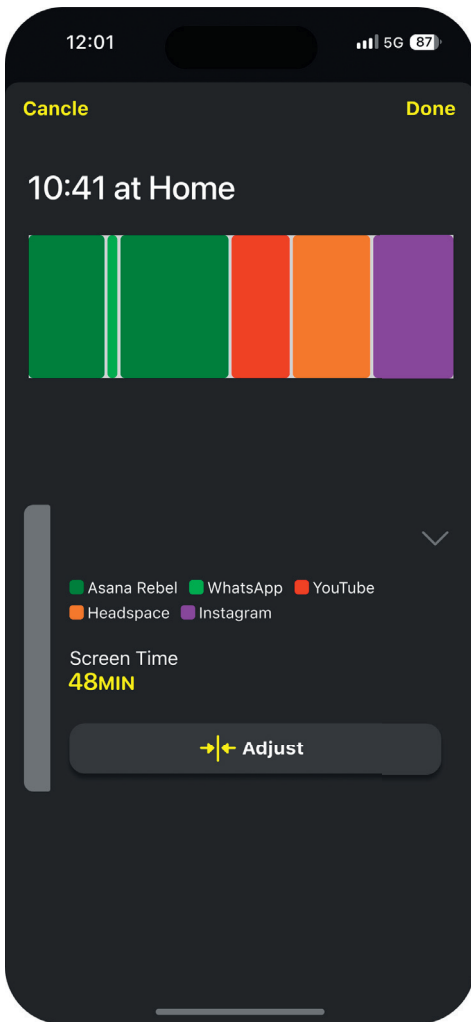 12:01 5G 87
Cancle Done
10:41 at Home
Asana Rebel WhatsApp YouTube
Headspace Instagram
Screen Time
48MIN
Adjust